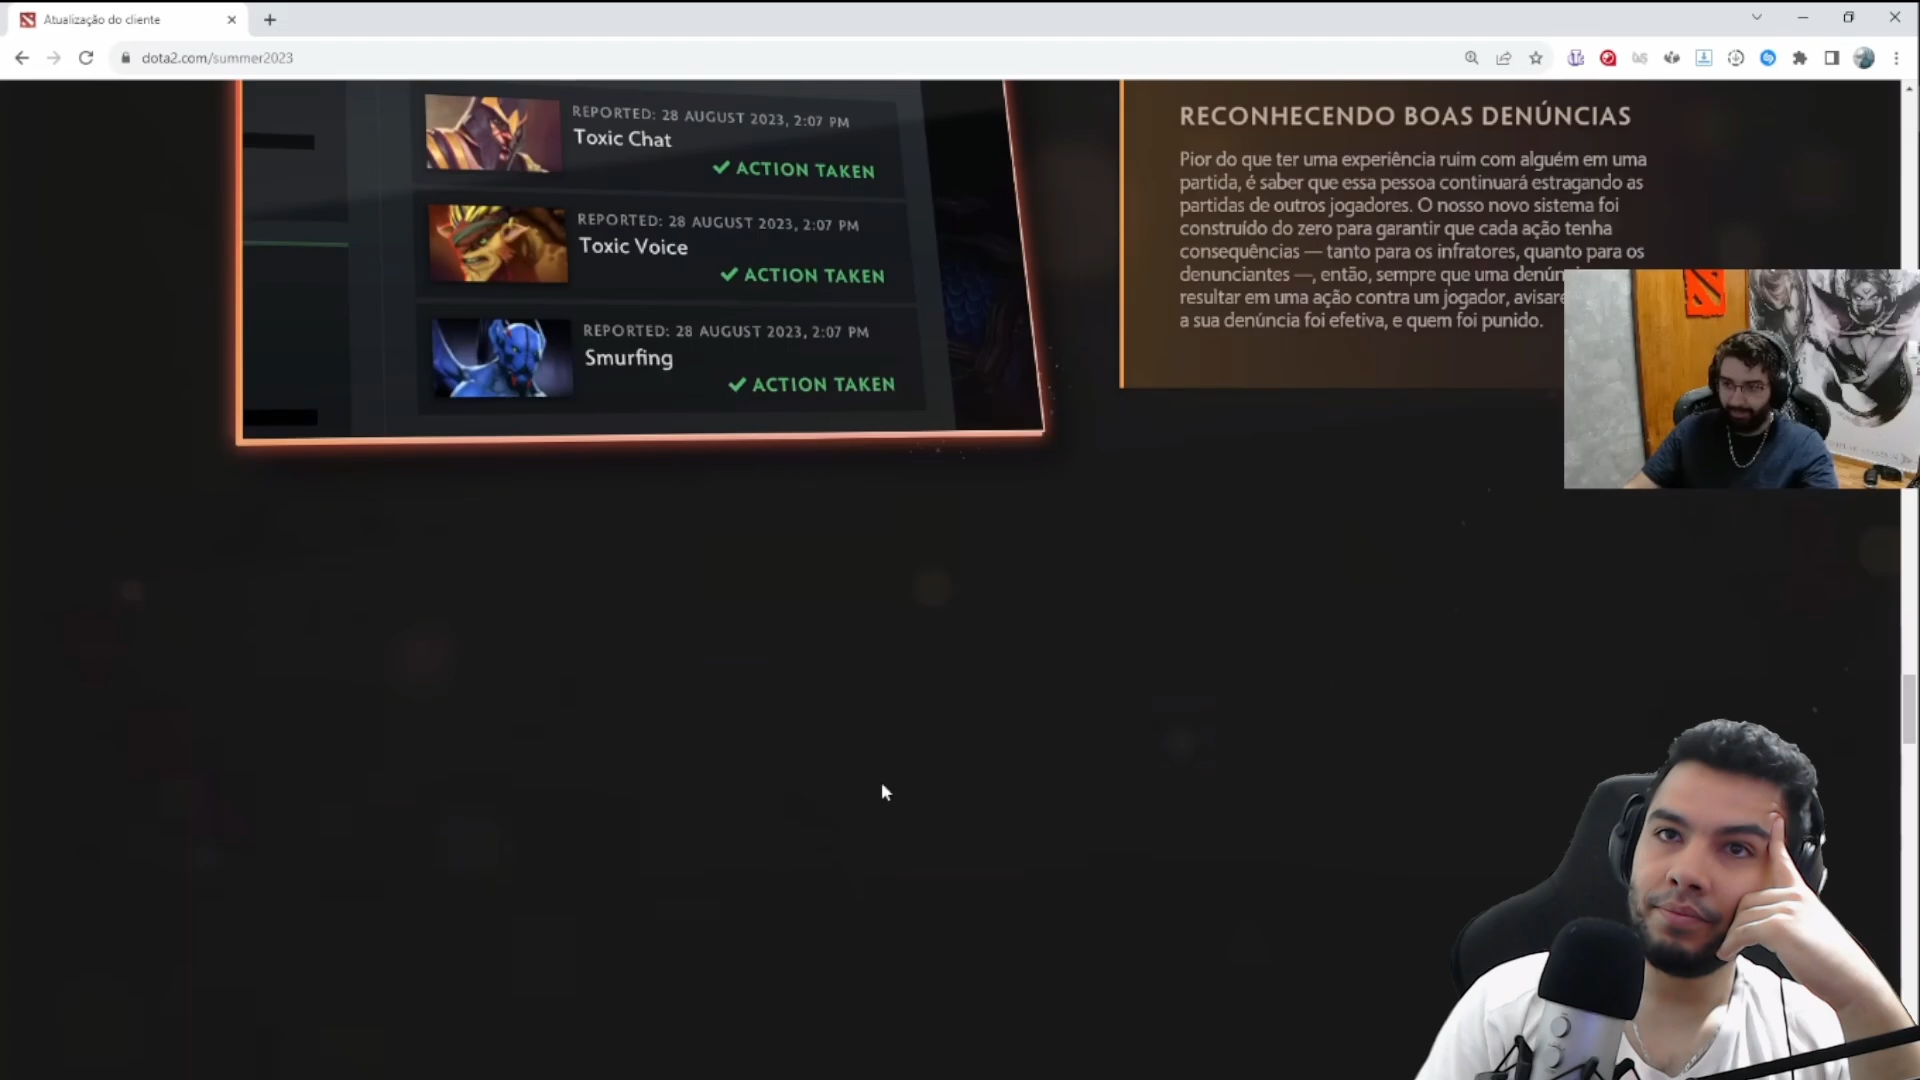 Atualização do cliente
dota2.com/summer2023
REPORTED: 28 AUGUST 2023, 2:07 PM
Toxic Chat
ACTION TAKEN
REPORTED: 28 AUGUST 2023, 2:07 PM
Toxic Voice
ACTION TAKEN
REPORTED: 28 AUGUST 2023, 2:07 PM
Smurfing
ACTION TAKEN
RECONHECENDO BOAS DENÚNCIAS
Pior do que ter uma experiência ruim com alguém em uma
partida, é saber que essa pessoa continuará estragando as
partidas de outros jogadores. O nosso novo sistema foi
construído do zero para garantir que cada ação tenha
consequências — tanto para os infratores, quanto para os
denunciantes —, então, sempre que uma
resultar em uma ação contra um jogador,
a sua denúncia foi efetiva, e quem foi punido.